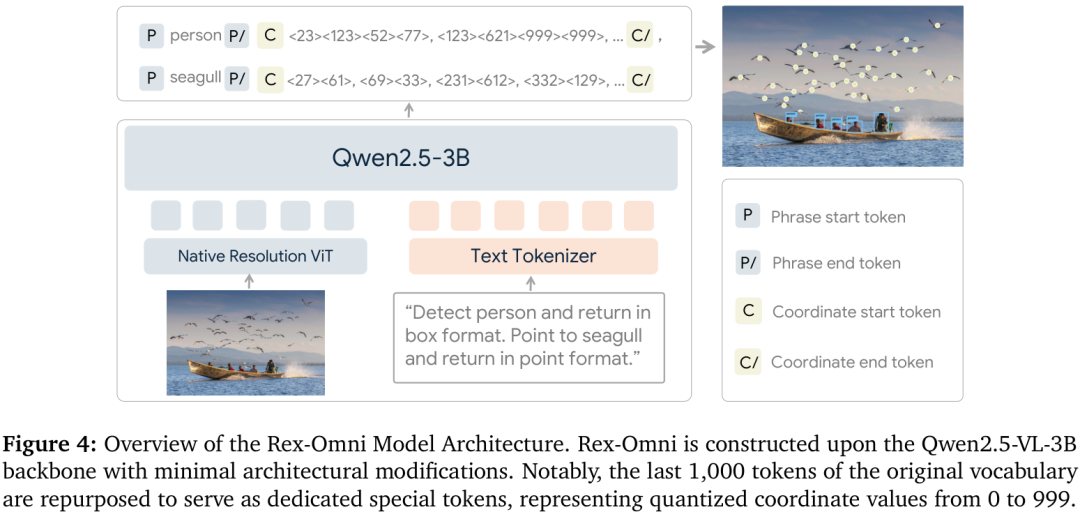 P person P/ C <23><123><52><77>, <123><621><999><999>, ... C/ ,
P seagull P/ C <27><61>, <69><33>, <231><612>, <332><129>, ... C/
Qwen2.5-3B
Native Resolution ViT
Text Tokenizer
“Detect person and return in
box format. Point to seagull
and return in point format.”
P Phrase start token
P/ Phrase end token
C Coordinate start token
C/ Coordinate end token
Figure 4: Overview of the Rex-Omni Model Architecture. Rex-Omni is constructed upon the Qwen2.5-VL-3B
backbone with minimal architectural modifications. Notably, the last 1,000 tokens of the original vocabulary
are repurposed to serve as dedicated special tokens, representing quantized coordinate values from 0 to 999.